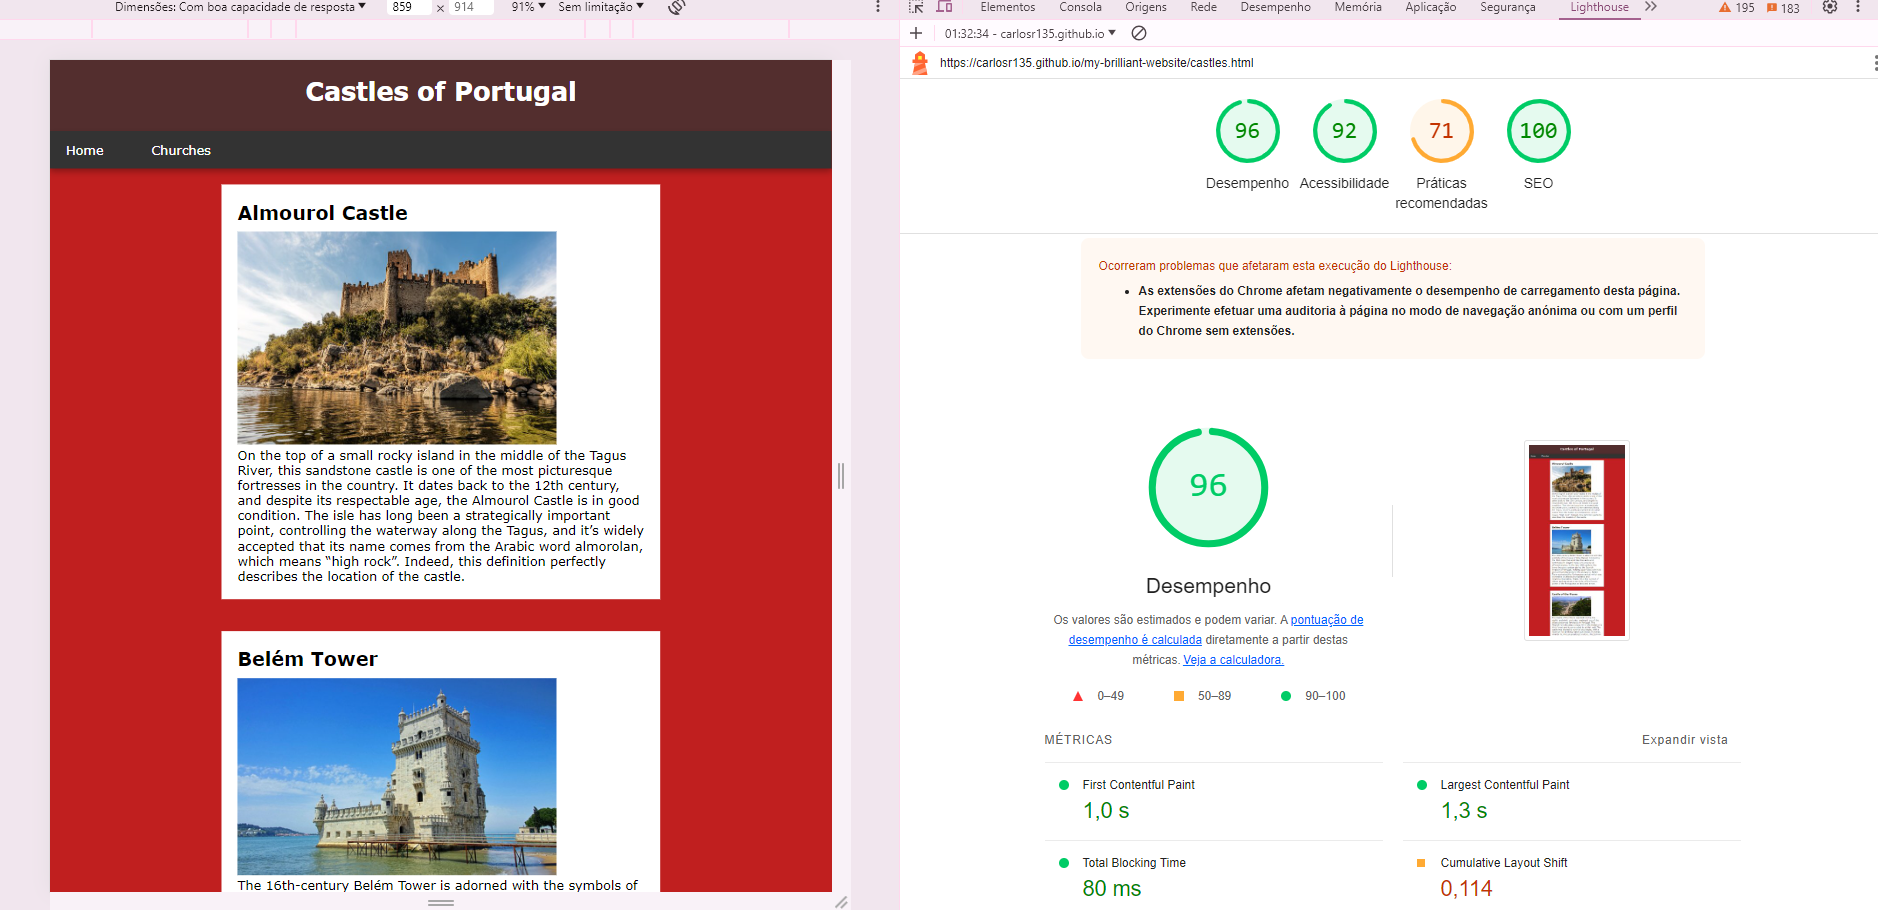 Dimensões: Com boa capacidade de resposta
859 × 914
91%
Sem limitação
Castles of Portugal
Home
Churches
Almourol Castle
On the top of a small rocky island in the middle of the Tagus
River, this sandstone castle is one of the most picturesque
fortresses in the country. It dates back to the 12th century,
and despite its respectable age, the Almourol Castle is in good
condition. The isle has long been a strategically important
point, controlling the waterway along the Tagus, and it’s widely
accepted that its name comes from the Arabic word almorolan,
which means “high rock”. Indeed, this definition perfectly
describes the location of the castle.
Belém Tower
The 16th-century Belém Tower is adorned with the symbols of
Elementos
Consola
Origens
Rede
Desempenho
Memória
Aplicação
Segurança
Lighthouse
195
183
01:32:34 - carlosr135.github.io
https://carlosr135.github.io/my-brilliant-website/castles.html
96
92
71
100
Desempenho
Acessibilidade
Práticas
recomendadas
SEO
Ocorreram problemas que afetaram esta execução do Lighthouse:
• As extensões do Chrome afetam negativamente o desempenho de carregamento desta página.
Experimente efetuar uma auditoria à página no modo de navegação anónima ou com um perfil
do Chrome sem extensões.
96
Desempenho
Os valores são estimados e podem variar. A pontuação de
desempenho é calculada diretamente a partir destas
métricas. Veja a calculadora.
0–49
50–89
90–100
MÉTRICAS
Expandir vista
First Contentful Paint
1,0 s
Largest Contentful Paint
1,3 s
Total Blocking Time
80 ms
Cumulative Layout Shift
0,114